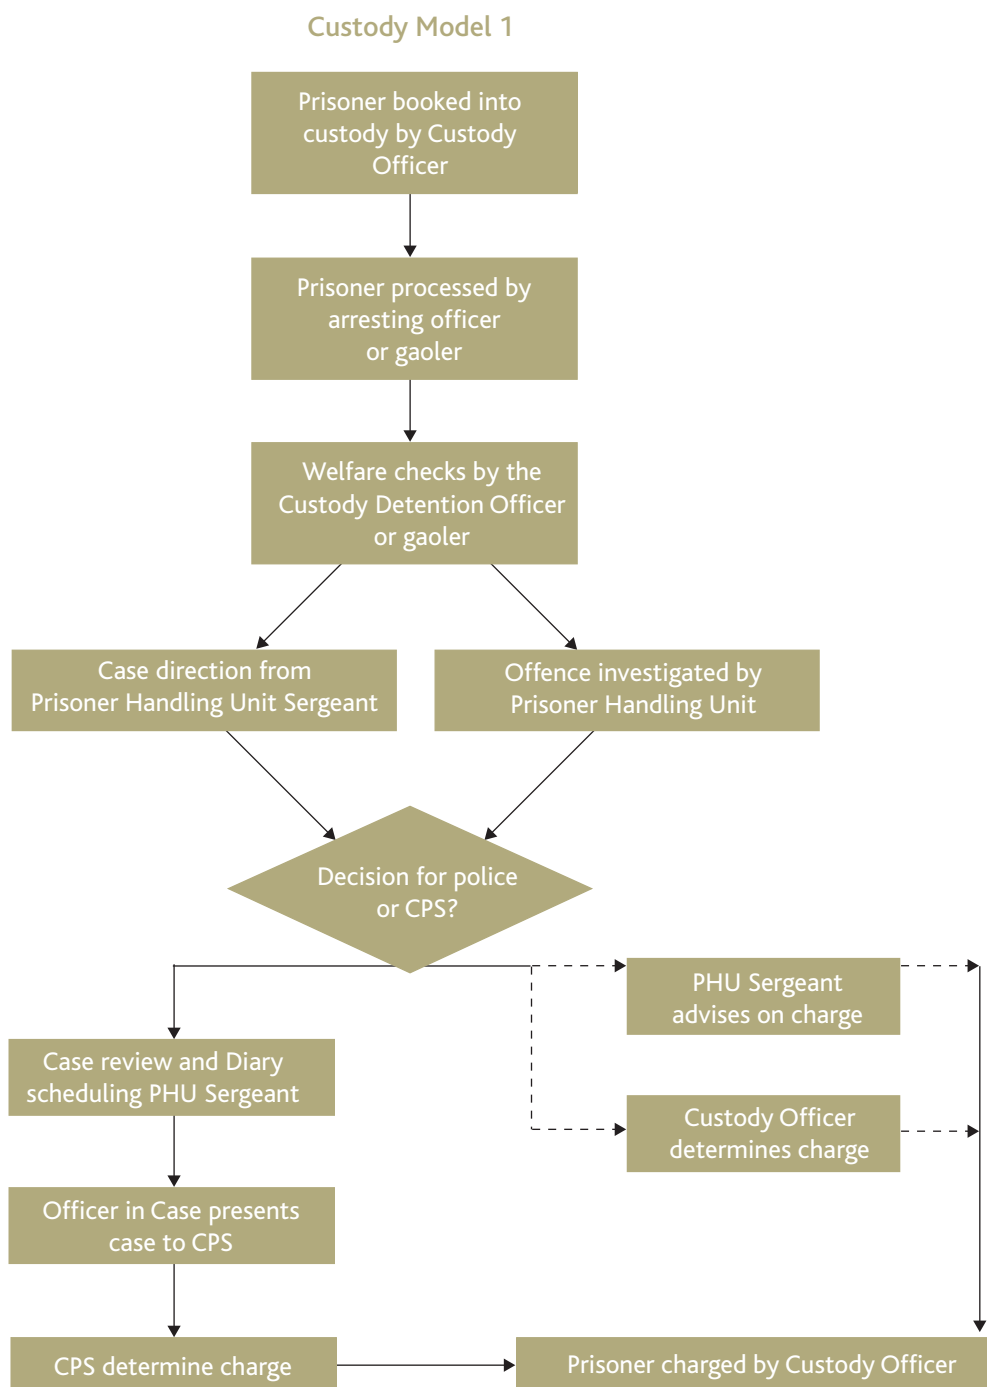 Custody Model 1
Prisoner booked into
custody by Custody
Officer
Prisoner processed by
arresting officer
or gaoler
Welfare checks by the
Custody Detention Officer
or gaoler
Case direction from
Prisoner Handling Unit Sergeant
Offence investigated by
Prisoner Handling Unit
Decision for police
or CPS?
PHU Sergeant
advises on charge
Case review and Diary
scheduling PHU Sergeant
Custody Officer
determines charge
Officer in Case presents
case to CPS
CPS determine charge
Prisoner charged by Custody Officer